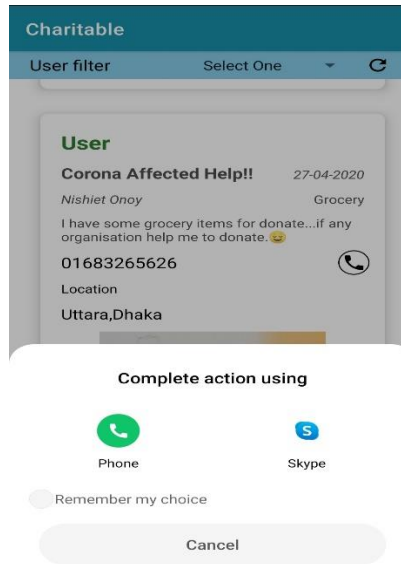 Charitable
User filter Select One
User
Corona Affected Help!! 27-04-2020
Nishiet Onoy Grocery
I have some grocery items for donate...if any
organisation help me to donate.😉
01683265626
Location
Uttara,Dhaka
Complete action using
Phone Skype
Remember my choice
Cancel